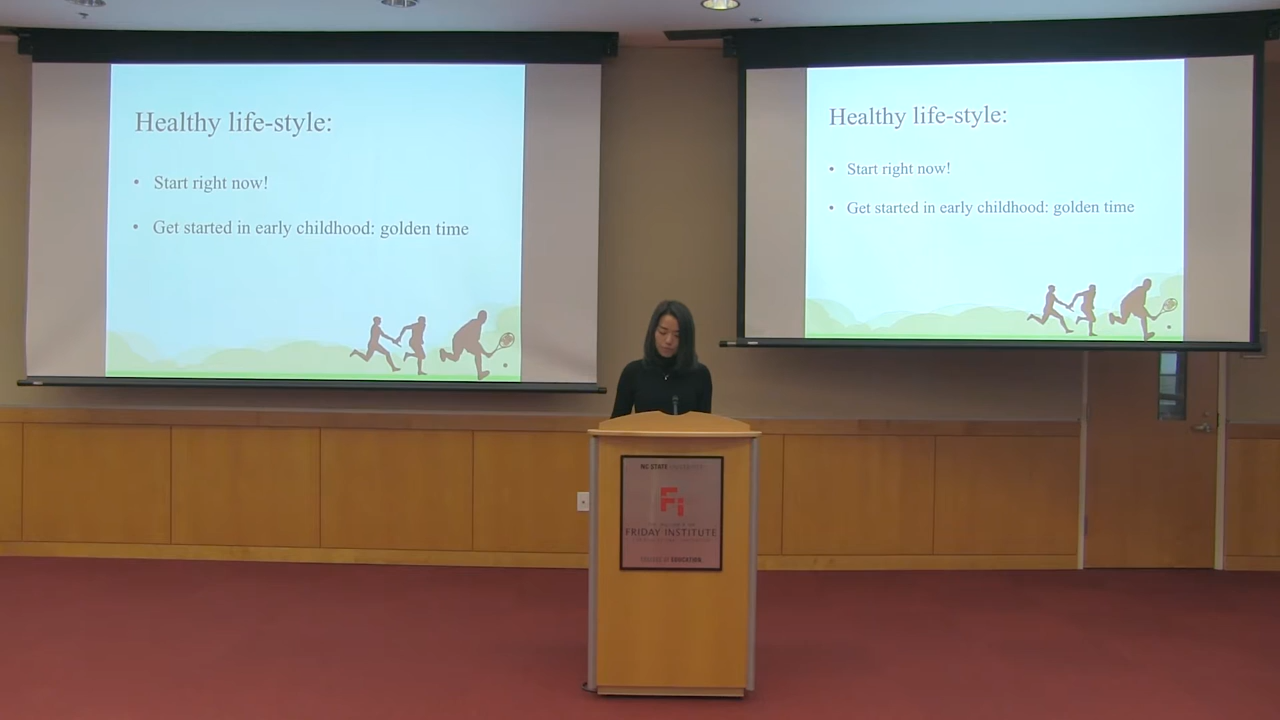 Healthy life-style:
• Start right now!
• Get started in early childhood: golden time
Healthy life-style:
• Start right now!
• Get started in early childhood: golden time
NC STATE UNIVERSITY
Fi
FRIDAY INSTITUTE
COLLEGE OF EDUCATION